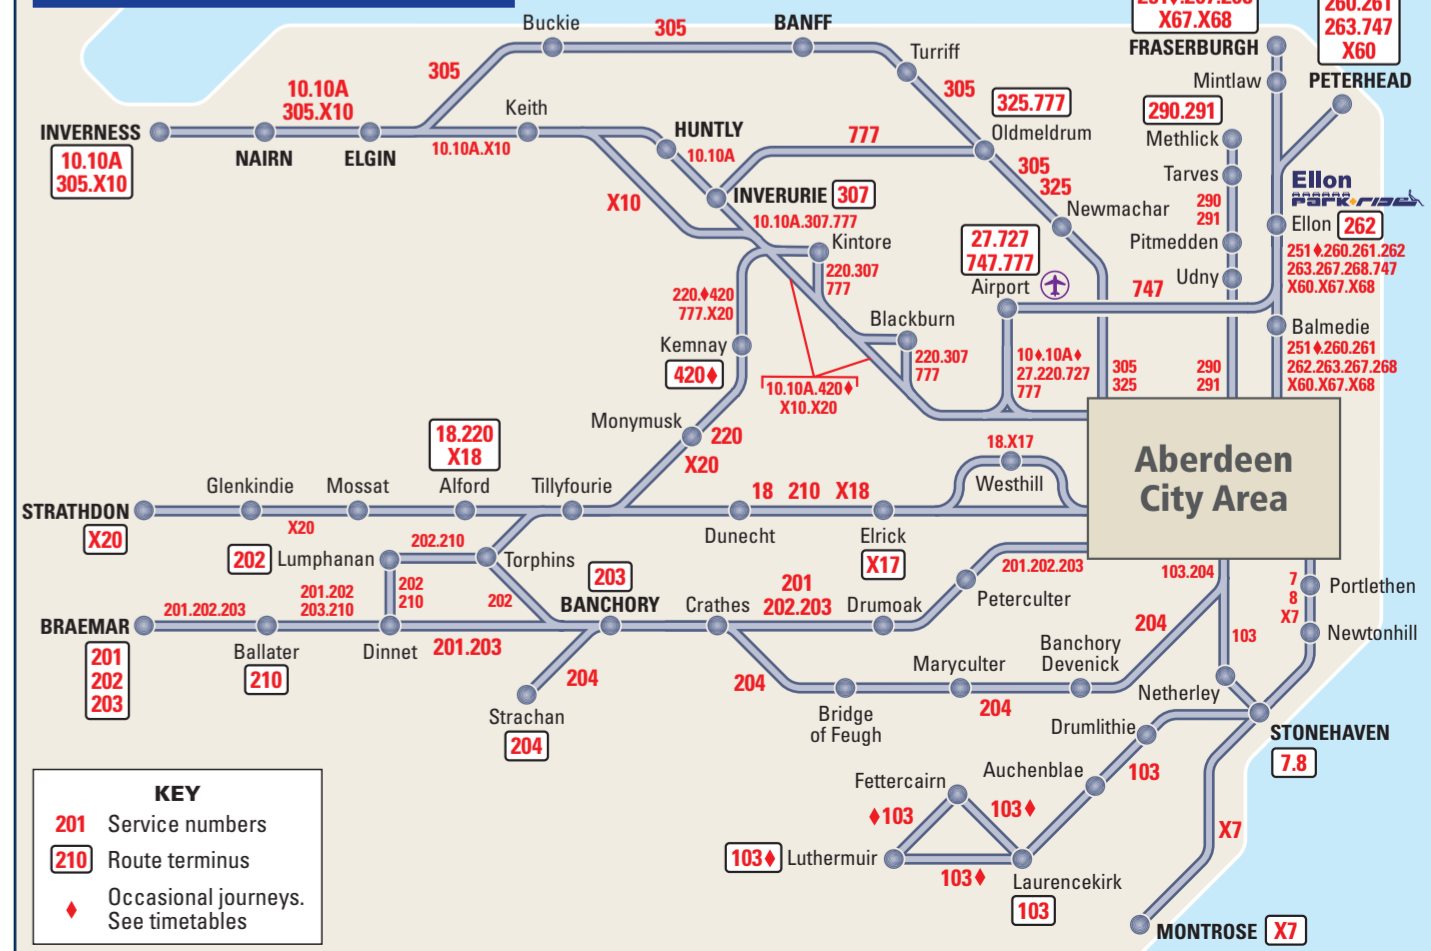 251♦.267.268
X67.X68
FRASERBURGH
260.261
263.747
X60
PETERHEAD
Mintlaw
Buckie
305
BANFF
Turriff
305
305
10.10A
305.X10
INVERNESS
10.10A
305.X10
NAIRN
ELGIN
Keith
10.10A.X10
HUNTLY
10.10A
777
325.777
Oldmeldrum
305
325
Newmachar
290.291
Methlick
Tarves
290
291
Pitmedden
Udny
Ellon
PARK+RIDE
Ellon
262
251♦.260.261.262
263.267.268.747
X60.X67.X68
X10
INVERURIE
307
10.10A.307.777
Kintore
220.307
777
27.727
747.777
Airport
747
Balmedie
251♦.260.261
262.263.267.268
X60.X67.X68
220.♦420
777.X20
Kemnay
420♦
Blackburn
220.307
777
10.10A.420♦
X10.X20
10♦.10A♦
27.220.727
777
305
325
290
291
Monymusk
220
X20
18.X17
Westhill
Aberdeen
City Area
18.220
X18
STRATHDON
X20
Glenkindie
X20
Mossat
Alford
Tillyfourie
18 210 X18
Dunecht
Elrick
X17
202
Lumphanan
202.210
Torphins
202
210
202
203
BANCHORY
Crathes
201
202.203
Drumoak
201.202.203
Peterculter
103.204
7
8
X7
Portlethen
Newtonhill
BRAEMAR
201
202
203
201.202.203
Ballater
210
201.202
203.210
Dinnet
201.203
204
Strachan
204
204
Bridge
of Feugh
Maryculter
204
Banchory
Devenick
204
103
Netherley
STONEHAVEN
7.8
Drumlithie
103
Auchenblae
Fettercairn
♦103
103♦
103♦
Luthermuir
103♦
Laurencekirk
103
X7
MONTROSE
X7
KEY
201 Service numbers
210 Route terminus
♦ Occasional journeys.
See timetables